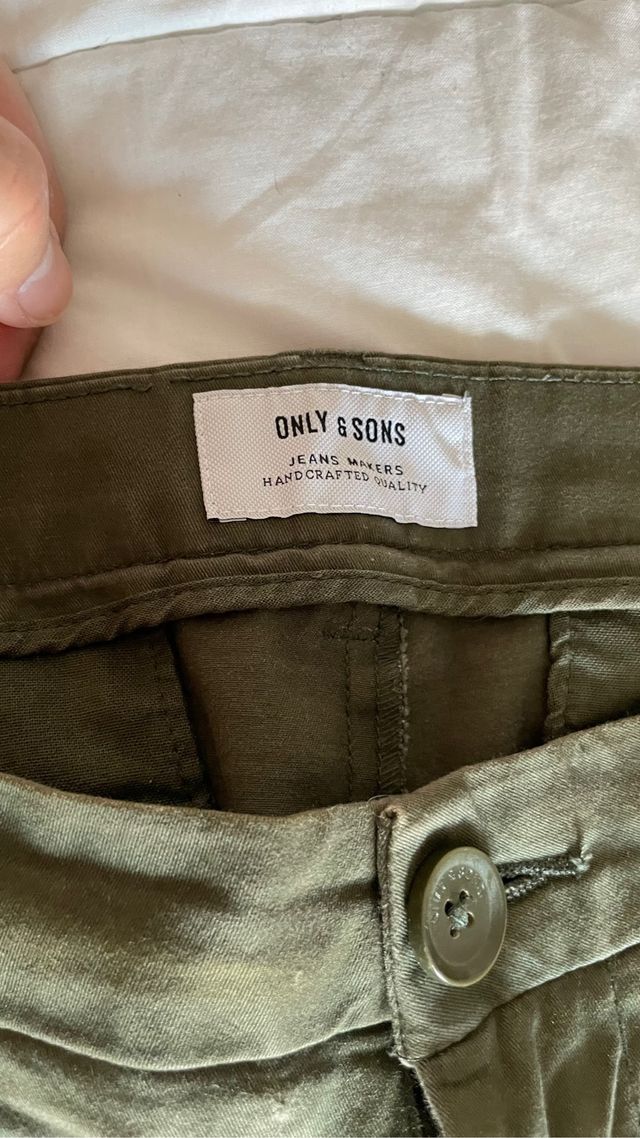 ONLY & SONS
JEANS MAKERS
HANDCRAFTED QUALITY